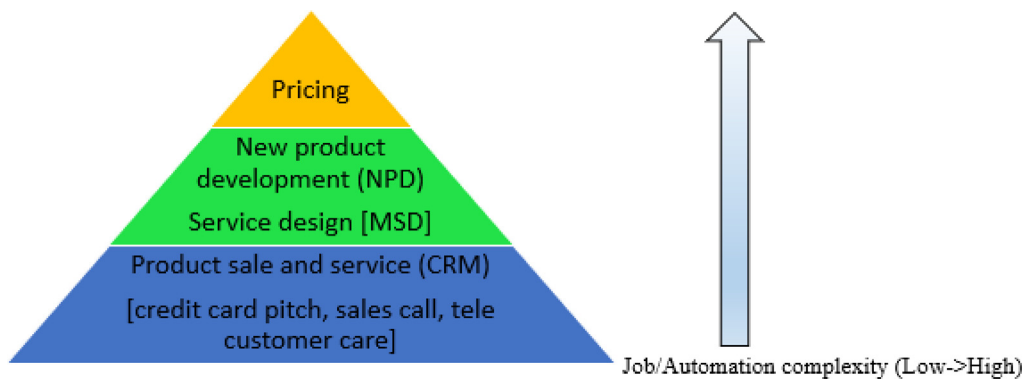 Pricing
New product
development (NPD)
Service design [MSD]
Product sale and service (CRM)
[credit card pitch, sales call, tele
customer care]
Job/Automation complexity (Low->High)